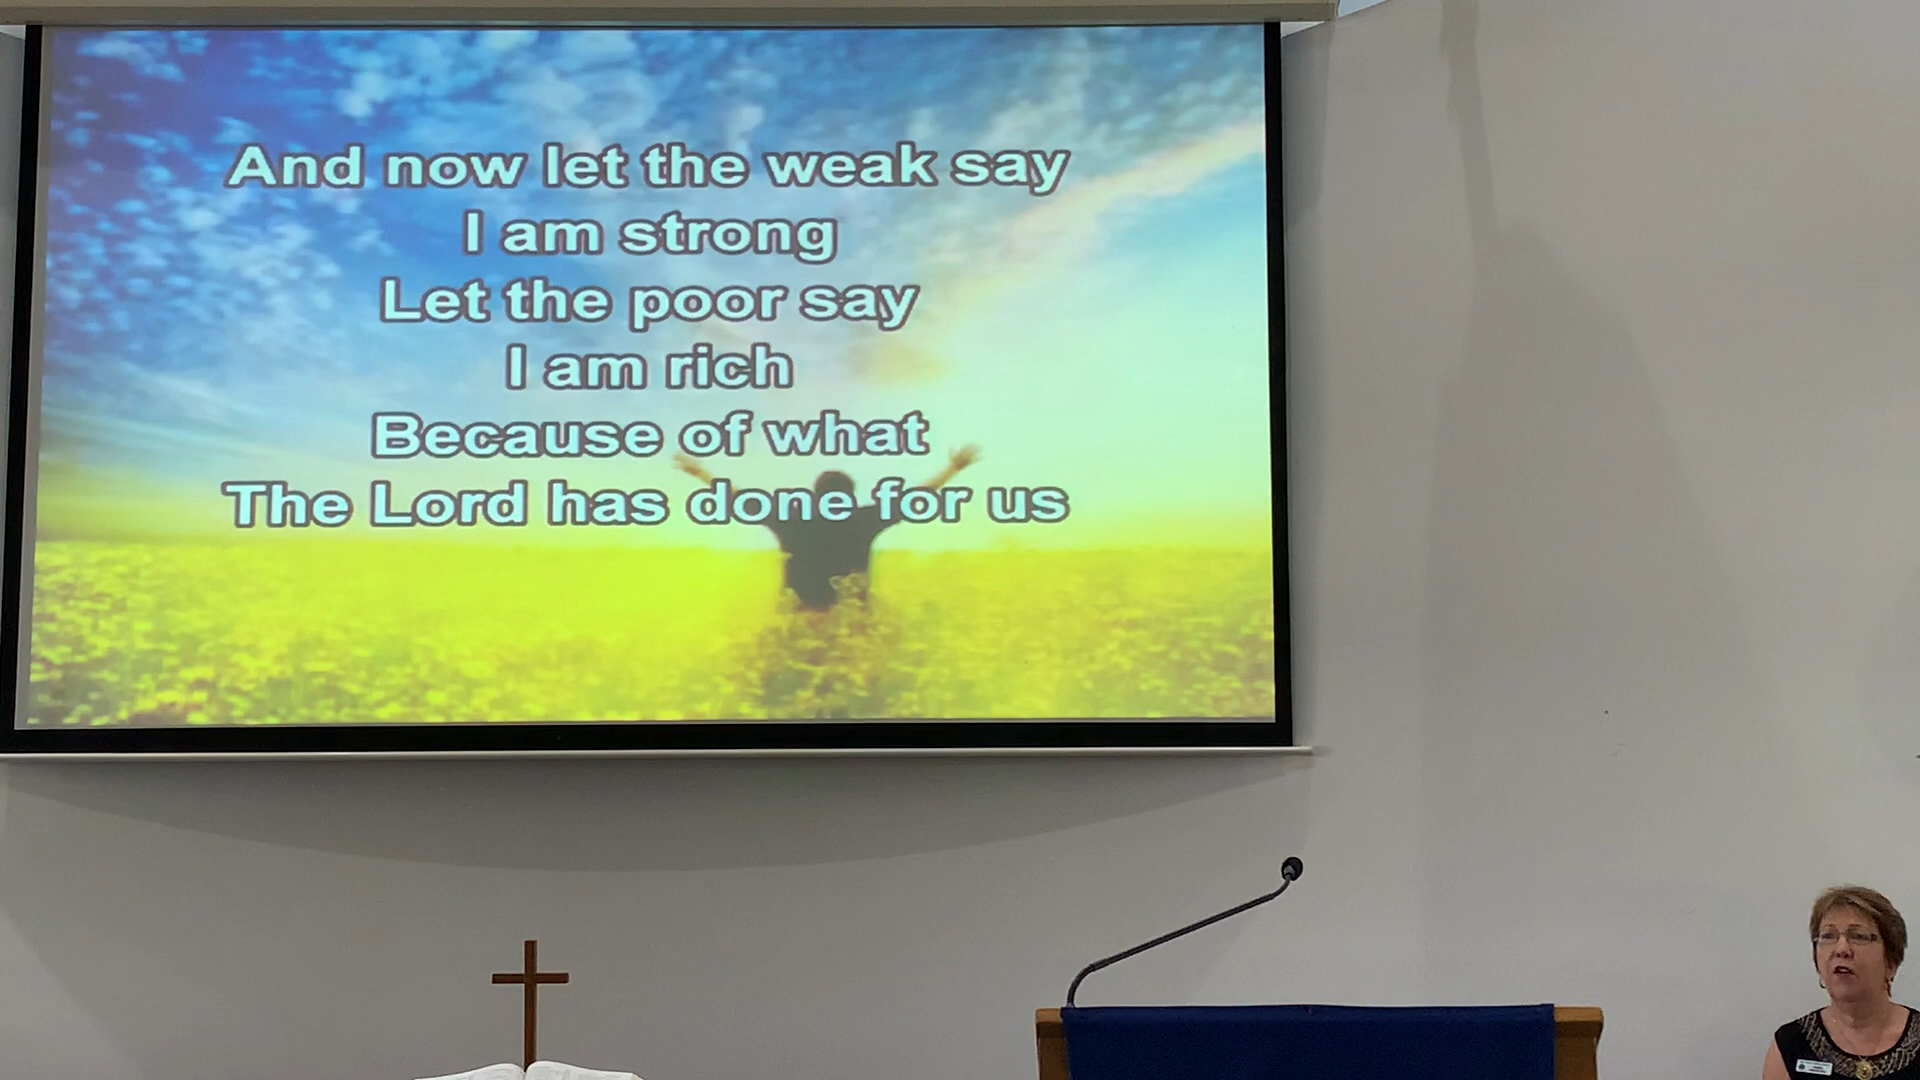 And now let the weak say
I am strong
Let the poor say
I am rich
Because of what
The Lord has done for us